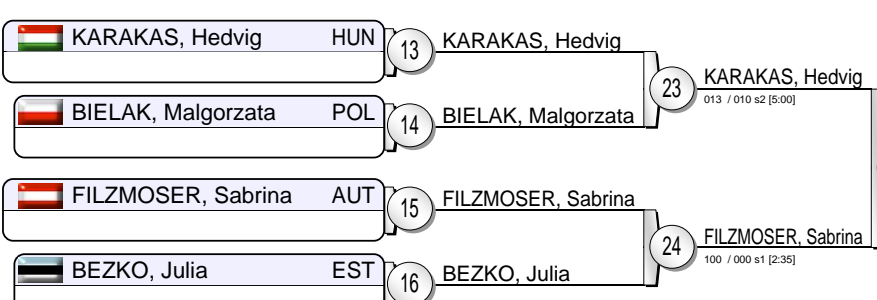 KARAKAS, Hedvig HUN
13
KARAKAS, Hedvig
23
KARAKAS, Hedvig
013 / 010 s2 [5:00]
BIELAK, Malgorzata POL
14
BIELAK, Malgorzata
FILZMOSER, Sabrina AUT
15
FILZMOSER, Sabrina
24
FILZMOSER, Sabrina
100 / 000 s1 [2:35]
BEZKO, Julia EST
16
BEZKO, Julia